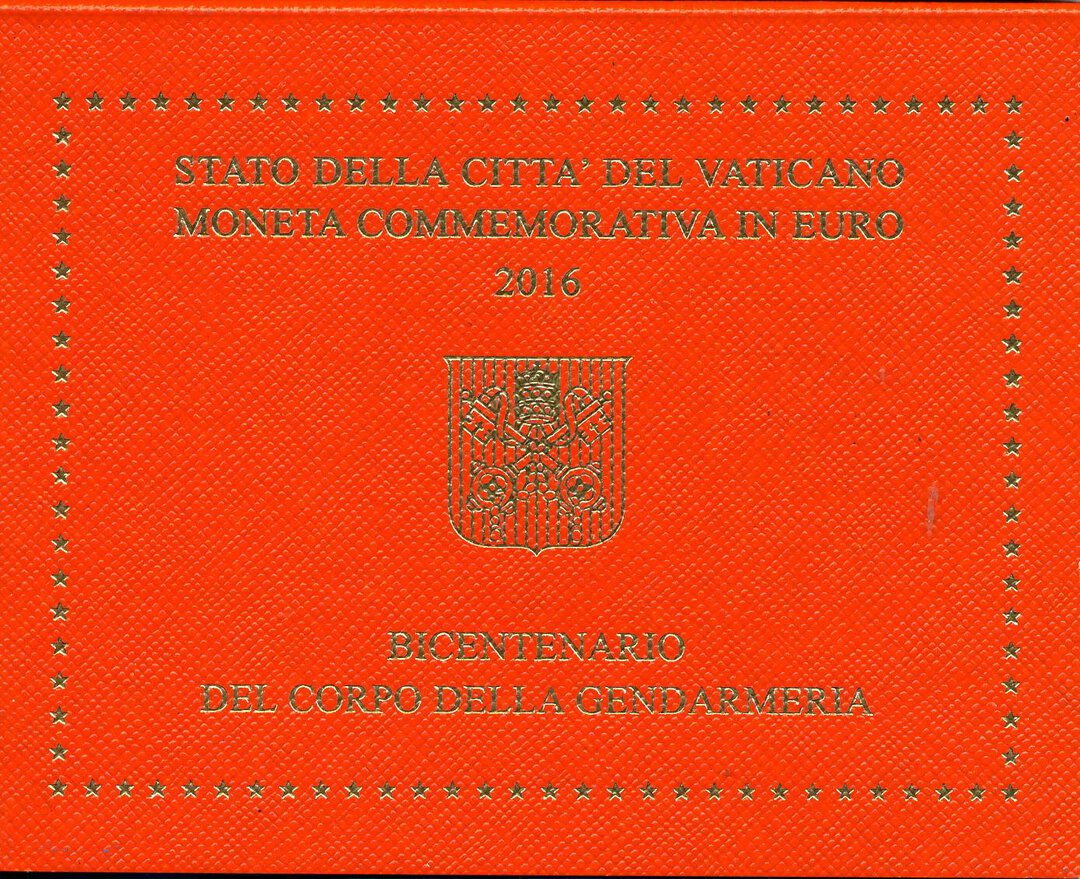 STATO DELLA CITTA' DEL VATICANO
MONETA COMMEMORATIVA IN EURO
2016
BICENTENARIO
DEL CORPO DELLA GENDARMERIA